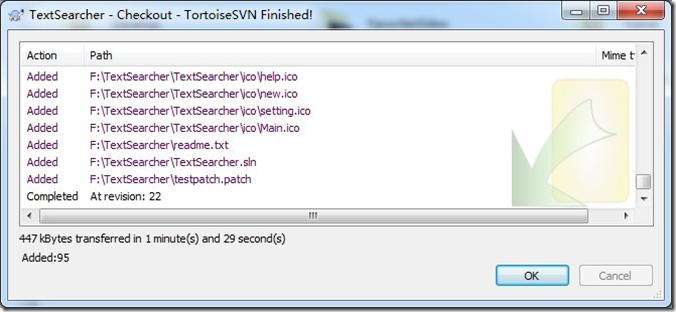 TextSearcher - Checkout - TortoiseSVN Finished!
Action Path Mime t
Added F:\TextSearcher\TextSearcher\ico\help.ico
Added F:\TextSearcher\TextSearcher\ico\new.ico
Added F:\TextSearcher\TextSearcher\ico\setting.ico
Added F:\TextSearcher\TextSearcher\ico\Main.ico
Added F:\TextSearcher\readme.txt
Added F:\TextSearcher\TextSearcher.sln
Added F:\TextSearcher\testpatch.patch
Completed At revision: 22
447 kBytes transferred in 1 minute(s) and 29 second(s)
Added:95
OK Cancel